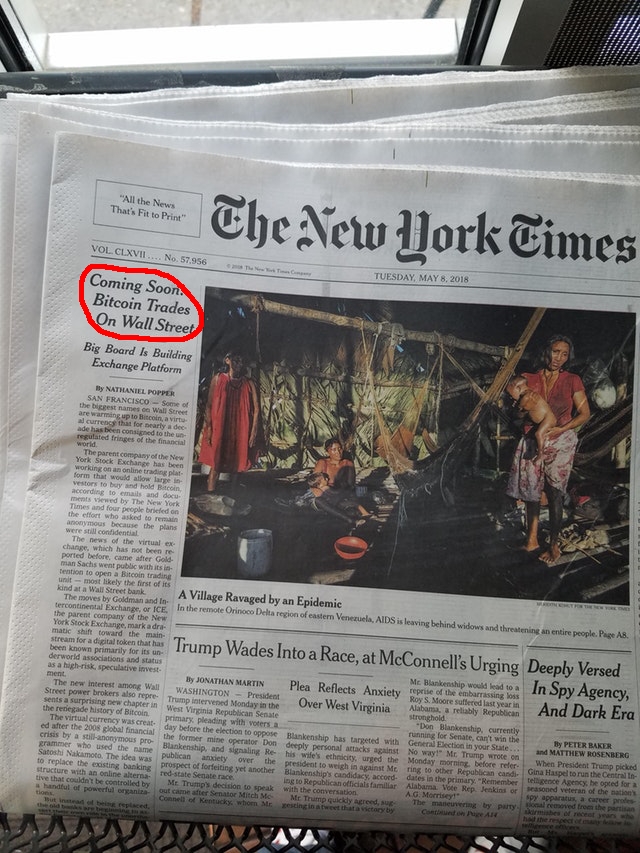 "All the News
That's Fit to Print"
The New York Times
VOL. CLXVII .... No. 57,956
© 2018 The New York Times Company
TUESDAY, MAY 8, 2018
Coming Soon:
Bitcoin Trades
On Wall Street
Big Board Is Building
Exchange Platform
By NATHANIEL POPPER
SAN FRANCISCO — Some of
the biggest names on Wall Street
are warming up to Bitcoin, a virtu-
al currency that for nearly a dec-
ade has been consigned to the un-
regulated fringes of the financial
world.
The parent company of the New
York Stock Exchange has been
working on an online trading plat-
form that would allow large in-
vestors to buy and hold Bitcoin,
according to emails and docu-
ments viewed by The New York
Times and four people briefed on
the effort who asked to remain
anonymous because the plans
were still confidential.
The news of the virtual ex-
change, which has not been re-
ported before, came after Gold-
man Sachs went public with its in-
tention to open a Bitcoin trading
unit — most likely the first of its
kind at a Wall Street bank.
The moves by Goldman and In-
tercontinental Exchange, or ICE,
the parent company of the New
York Stock Exchange, mark a dra-
matic shift toward the main-
stream for a digital token that has
been known primarily for its un-
derworld associations and status
as a high-risk, speculative invest-
ment.
The new interest among Wall
Street power brokers also repre-
sents a surprising new chapter in
the renegade history of Bitcoin.
The virtual currency was creat-
ed after the 2008 global financial
crisis by a still-anonymous pro-
grammer who used the name
Satoshi Nakamoto. The idea was
to replace the existing banking
structure with an online alterna-
tive that couldn't be controlled by
a handful of powerful organiza-
tions.
But instead of being replaced,
A Village Ravaged by an Epidemic
In the remote Orinoco Delta region of eastern Venezuela, AIDS is leaving behind widows and threatening an entire people. Page A8.
Trump Wades Into a Race, at McConnell's Urging
By JONATHAN MARTIN
WASHINGTON — President
Trump intervened Monday in the
West Virginia Republican Senate
primary, pleading with voters a
day before the election to oppose
the former mine operator Don
Blankenship, and signaling Re-
publican anxiety over the
prospect of forfeiting yet another
red-state Senate race.
Mr. Trump's decision to speak
out came after Senator Mitch Mc-
Connell of Kentucky, whom Mr.
Plea Reflects Anxiety
Over West Virginia
Blankenship has targeted with
deeply personal attacks against
his wife's ethnicity, urged the
president to weigh in against Mr.
Blankenship's candidacy, accord-
ing to Republican officials familiar
with the conversation.
Mr. Trump quickly agreed, sug-
gesting in a tweet that a victory by
Mr. Blankenship would lead to a
reprise of the embarrassing loss
Roy S. Moore suffered last year in
Alabama, a reliably Republican
stronghold.
"Don Blankenship, currently
running for Senate, can't win the
General Election in your State . . .
No way!" Mr. Trump wrote on
Monday morning, before refer-
ring to other Republican candi-
dates in the primary. "Remember
Alabama. Vote Rep. Jenkins or
A.G. Morrisey!"
The maneuvering by party
Continued on Page A14
Deeply Versed
In Spy Agency,
And Dark Era
By PETER BAKER
and MATTHEW ROSENBERG
When President Trump picked
Gina Haspel to run the Central In-
telligence Agency, he opted for a
seasoned veteran of the nation's
spy apparatus, a career profes-
sional removed from the partisan
skirmishes of recent years who
had the respect of many fellow in-
telligence officers.